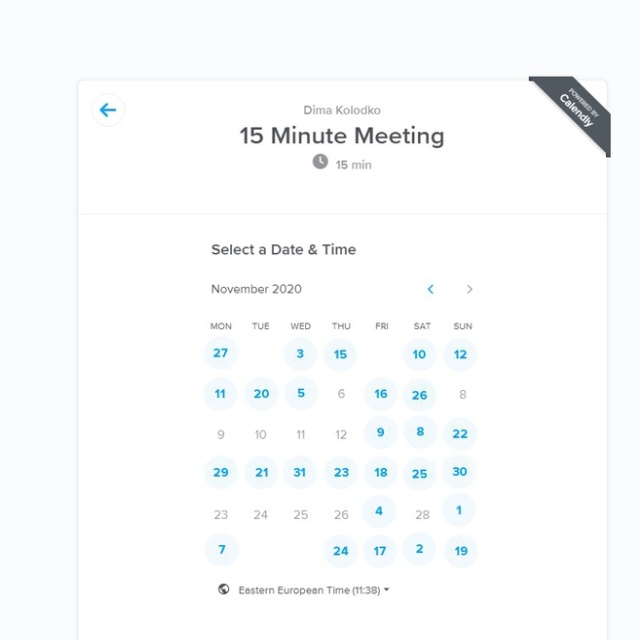 POWERED BY
Calendly
Dima Kolodko
15 Minute Meeting
15 min
Select a Date & Time
November 2020
MON TUE WED THU FRI SAT SUN
27 3 15 10 12
11 20 5 6 16 26 8
9 10 11 12 9 8 22
29 21 31 23 18 25 30
23 24 25 26 4 28 1
7 24 17 2 19
Eastern European Time (11:38)